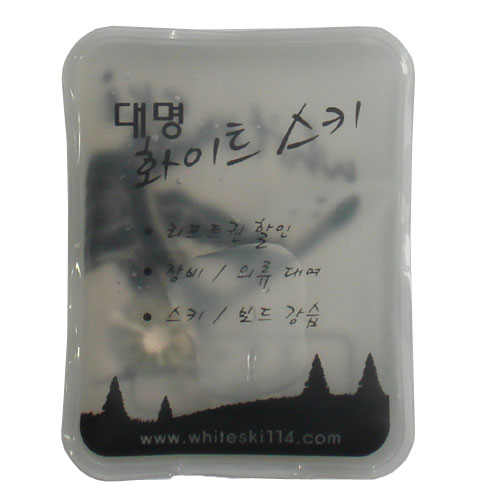 대명
화이트 스키
• 리프트권 할인
• 장비 / 의류 대여
• 스키 / 보드 강습
www.whiteski114.com